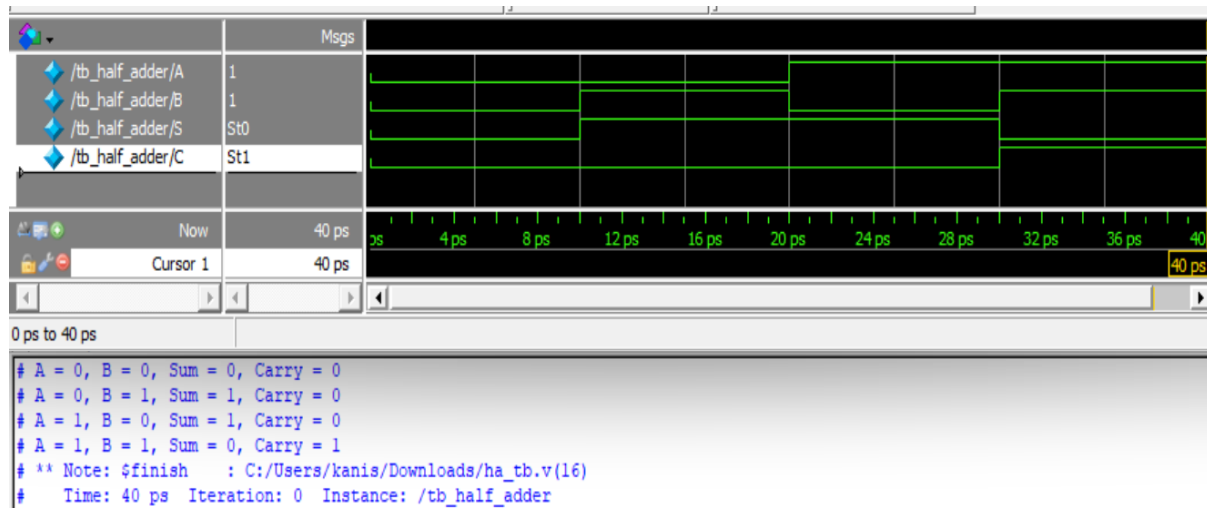 Msgs
/tb_half_adder/A 1
/tb_half_adder/B 1
/tb_half_adder/S St0
/tb_half_adder/C St1
Now 40 ps ps 4 ps 8 ps 12 ps 16 ps 20 ps 24 ps 28 ps 32 ps 36 ps 40
Cursor 1 40 ps 40 ps
0 ps to 40 ps
# A = 0, B = 0, Sum = 0, Carry = 0
# A = 0, B = 1, Sum = 1, Carry = 0
# A = 1, B = 0, Sum = 1, Carry = 0
# A = 1, B = 1, Sum = 0, Carry = 1
# ** Note: $finish : C:/Users/kanis/Downloads/ha_tb.v(16)
# Time: 40 ps Iteration: 0 Instance: /tb_half_adder